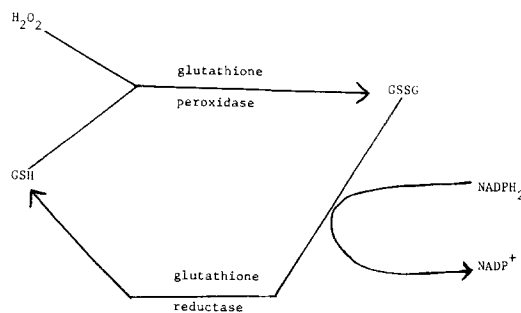 H₂O₂
glutathione
peroxidase
GSSG
GSH
NADPH₂
NADP⁺
glutathione
reductase